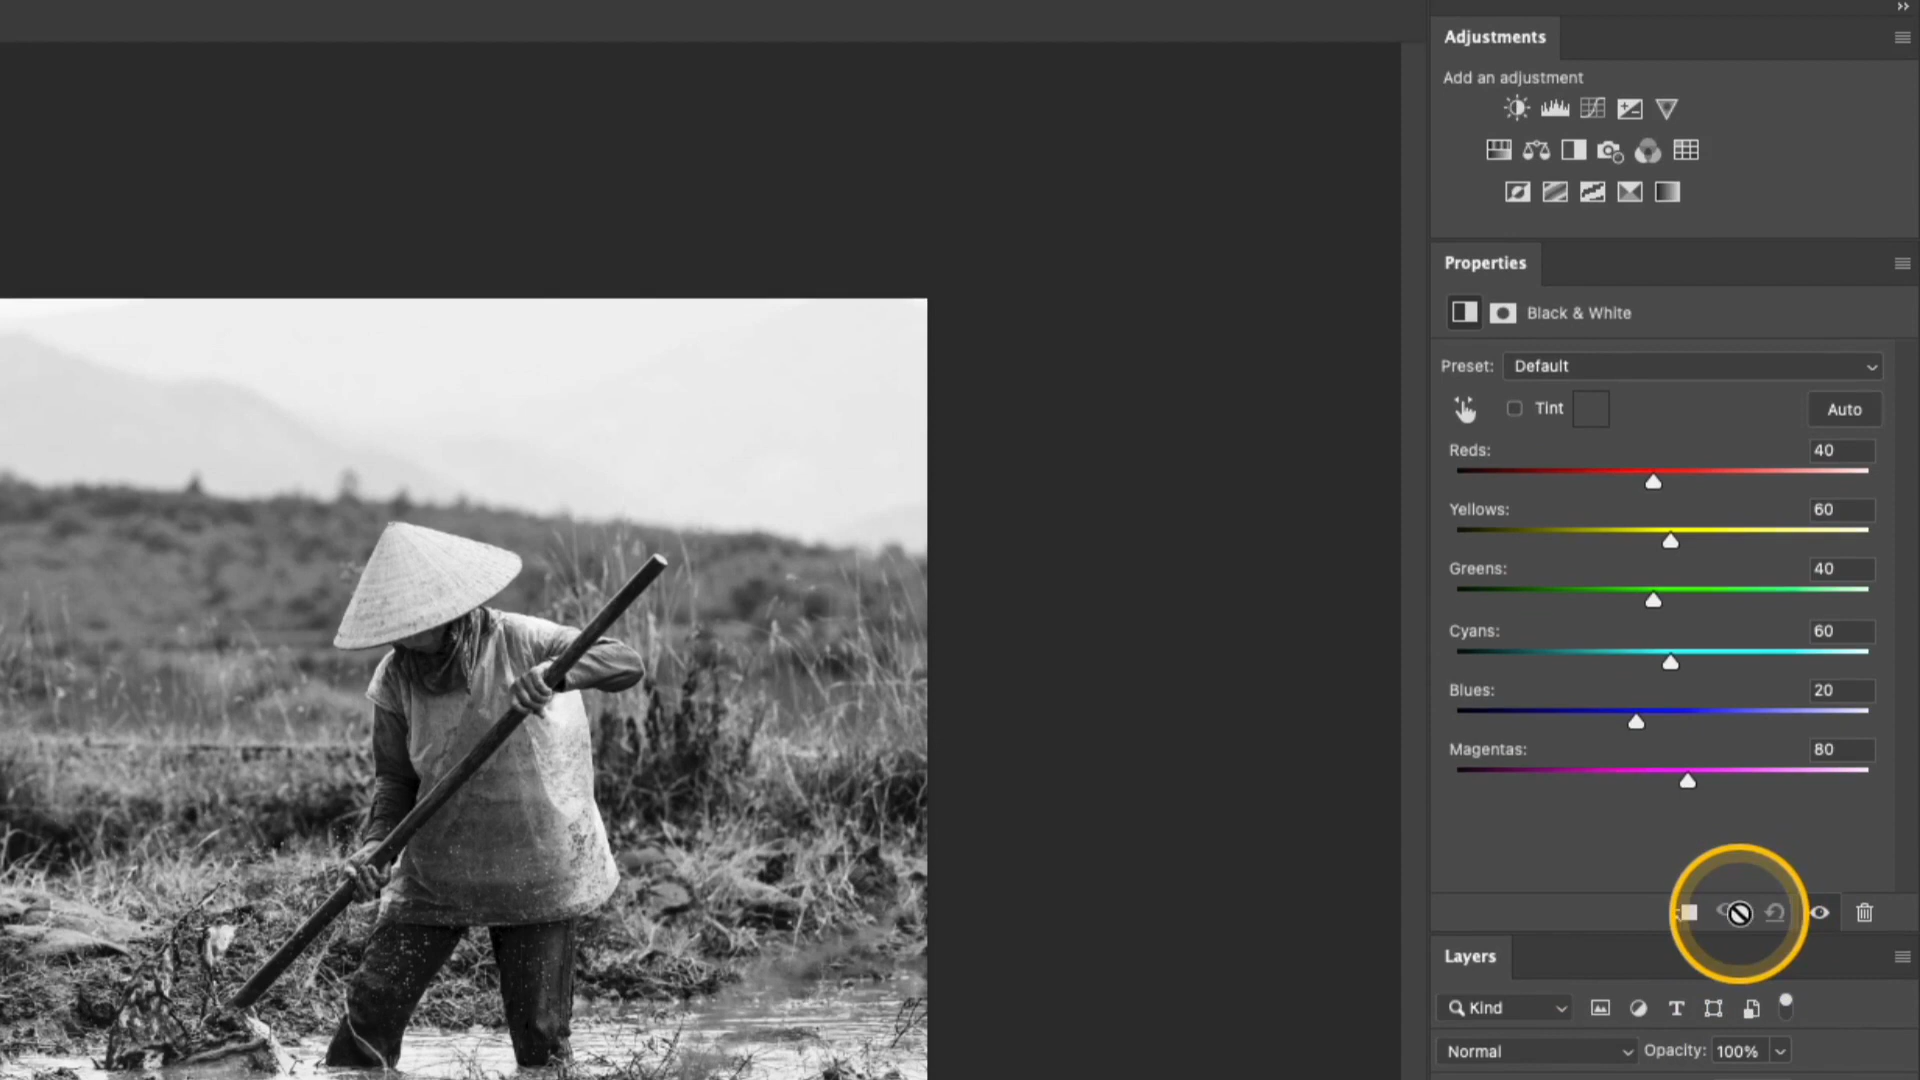 Adjustments
Add an adjustment
Properties
Black & White
Preset: Default
Tint
Auto
Reds: 40
Yellows: 60
Greens: 40
Cyans: 60
Blues: 20
Magentas: 80
Layers
Kind
Normal Opacity: 100%